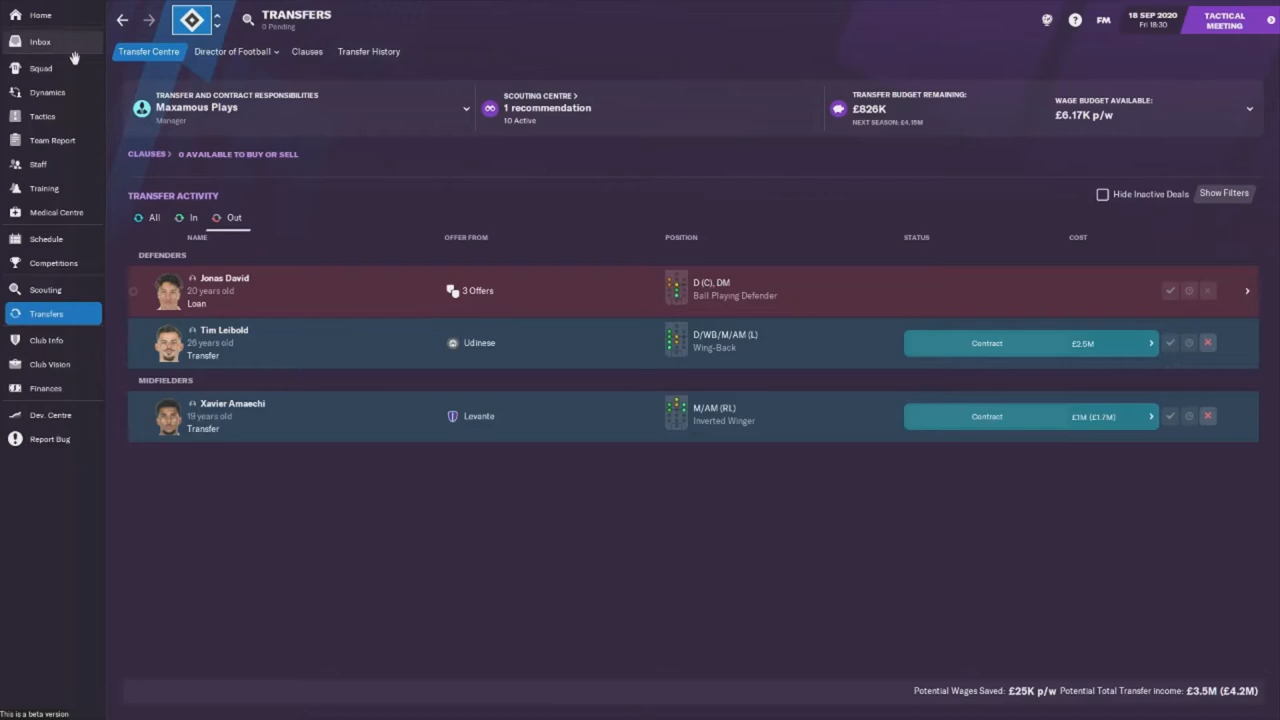 Home
Inbox
Squad
Dynamics
Tactics
Team Report
Staff
Training
Medical Centre
Schedule
Competitions
Scouting
Transfers
Club Info
Club Vision
Finances
Dev. Centre
Report Bug
This is a beta version
TRANSFERS
0 Pending
FM
18 SEP 2020
Fri 18:30
TACTICAL
MEETING
Transfer Centre
Director of Football
Clauses
Transfer History
TRANSFER AND CONTRACT RESPONSIBILITIES
Maxamous Plays
Manager
SCOUTING CENTRE >
1 recommendation
10 Active
TRANSFER BUDGET REMAINING:
£826K
NEXT SEASON: £4.15M
WAGE BUDGET AVAILABLE:
£6.17K p/w
CLAUSES > 0 AVAILABLE TO BUY OR SELL
TRANSFER ACTIVITY
Hide Inactive Deals
Show Filters
All
In
Out
NAME OFFER FROM POSITION STATUS COST
DEFENDERS
Jonas David
20 years old
Loan
3 Offers
D (C), DM
Ball Playing Defender
Tim Leibold
26 years old
Transfer
Udinese
D/WB/M/AM (L)
Wing-Back
Contract £2.5M
MIDFIELDERS
Xavier Amaechi
19 years old
Transfer
Levante
M/AM (RL)
Inverted Winger
Contract £1M (£1.7M)
Potential Wages Saved: £25K p/w Potential Total Transfer income: £3.5M (£4.2M)